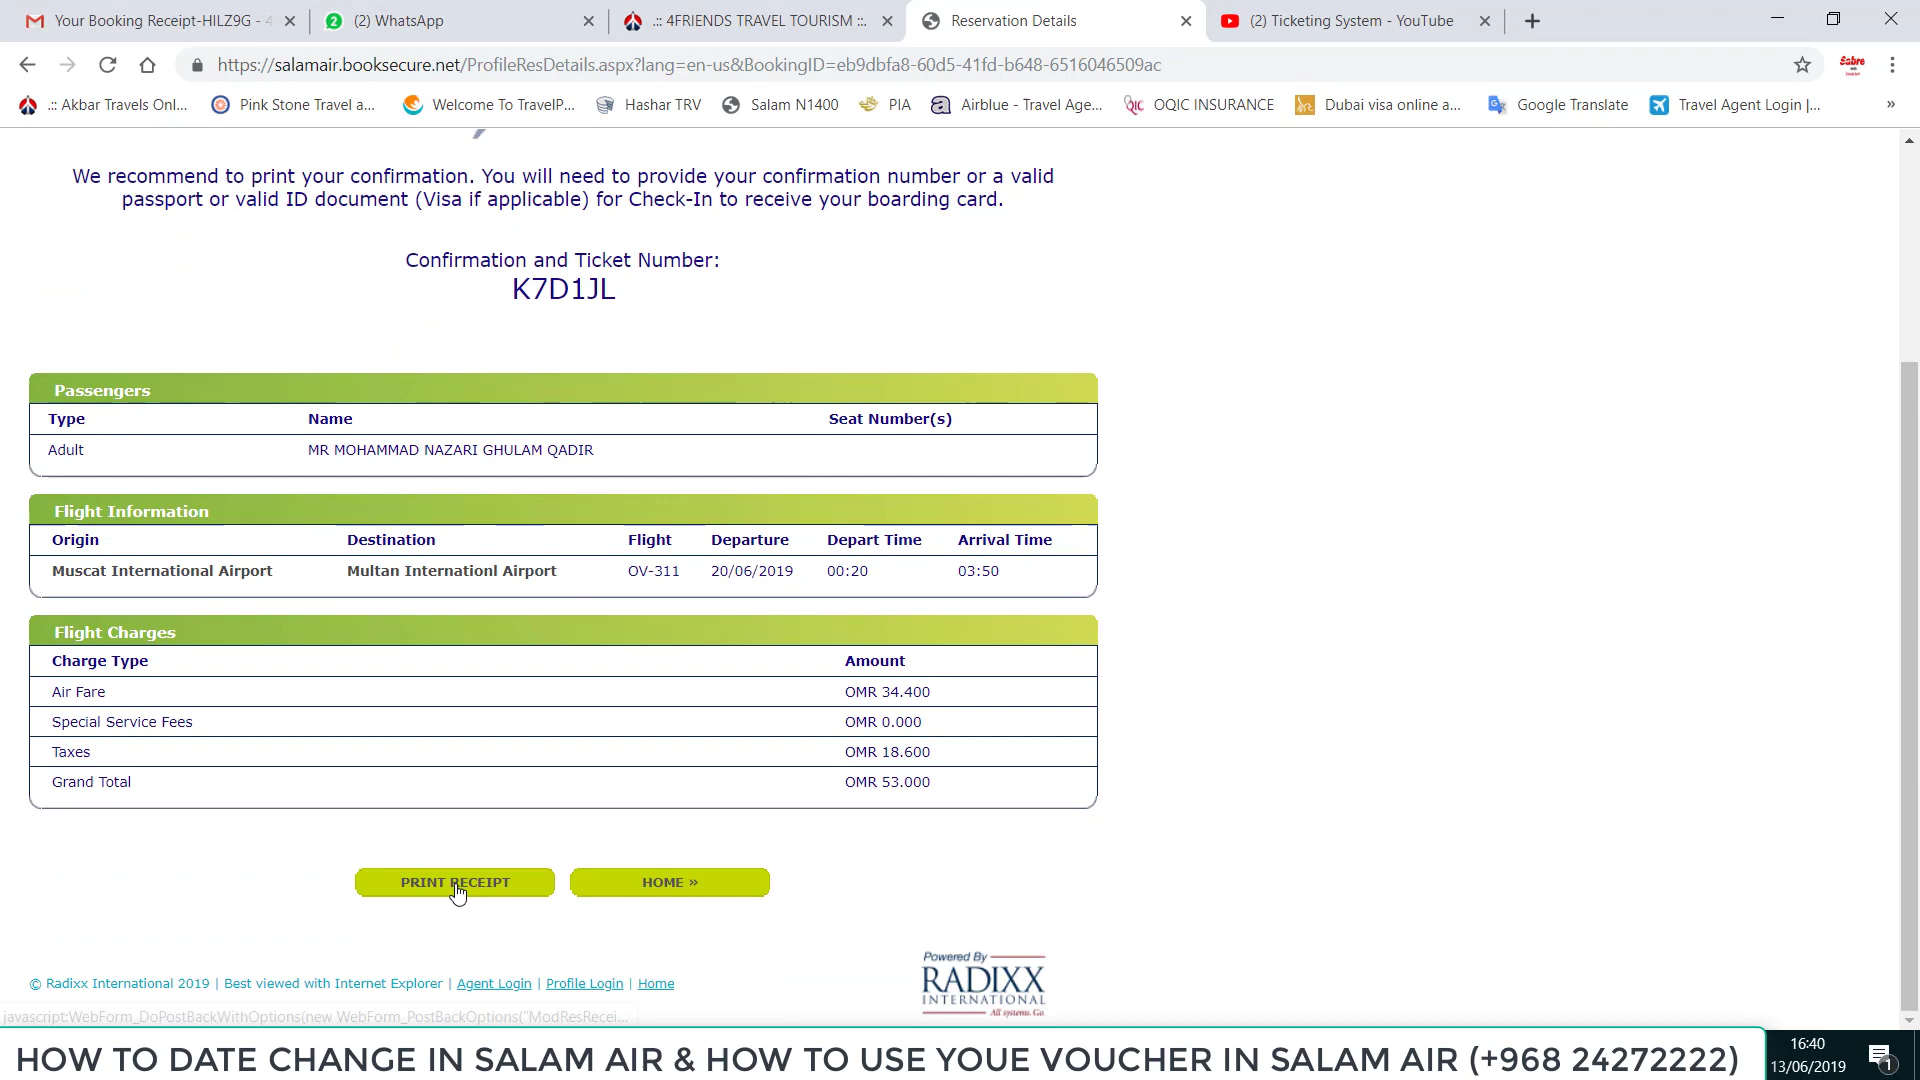 Your Booking Receipt-HILZ9G - 4
(2) WhatsApp
.:: 4FRIENDS TRAVEL TOURISM ::.
Reservation Details
(2) Ticketing System - YouTube
https://salamair.booksecure.net/ProfileResDetails.aspx?lang=en-us&BookingID=eb9dbfa8-60d5-41fd-b648-6516046509ac
.:: Akbar Travels Onl...
Pink Stone Travel a...
Welcome To TravelP...
Hashar TRV
Salam N1400
PIA
Airblue - Travel Age...
OQIC INSURANCE
Dubai visa online a...
Google Translate
Travel Agent Login |...
»
We recommend to print your confirmation. You will need to provide your confirmation number or a valid
passport or valid ID document (Visa if applicable) for Check-In to receive your boarding card.
Confirmation and Ticket Number:
K7D1JL
Passengers
Type Name Seat Number(s)
Adult MR MOHAMMAD NAZARI GHULAM QADIR
Flight Information
Origin Destination Flight Departure Depart Time Arrival Time
Muscat International Airport Multan Internationl Airport OV-311 20/06/2019 00:20 03:50
Flight Charges
Charge Type Amount
Air Fare OMR 34.400
Special Service Fees OMR 0.000
Taxes OMR 18.600
Grand Total OMR 53.000
PRINT RECEIPT HOME »
Powered By
RADIXX
INTERNATIONAL
All systems. Go.
© Radixx International 2019 | Best viewed with Internet Explorer | Agent Login | Profile Login | Home
javascript:WebForm_DoPostBackWithOptions(new WebForm_PostBackOptions("ModResRecei...
HOW TO DATE CHANGE IN SALAM AIR & HOW TO USE YOUE VOUCHER IN SALAM AIR (+968 24272222)
16:40
13/06/2019
1